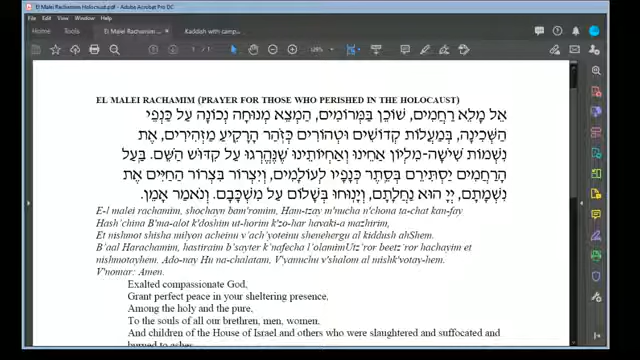 El Malei Rachamim Holocaust.pdf - Adobe Acrobat Pro DC
File Edit View Window Help
Home Tools El Malei Rachamim ... Kaddish with camp...
EL MALEI RACHAMIM (PRAYER FOR THOSE WHO PERISHED IN THE HOLOCAUST)
אֵל מָלֵא רַחֲמִים, שׁוֹכֵן בַּמְּרוֹמִים, הַמְצֵא מְנוּחָה נְכוֹנָה עַל כַּנְפֵי
הַשְּׁכִינָה, בְּמַעֲלוֹת קְדוֹשִׁים וּטְהוֹרִים כְּזֹהַר הָרָקִיעַ מַזְהִירִים, אֶת
נִשְׁמוֹת שִׁישָׁה-מִלְיוֹן אַחֵינוּ וְאַחְיוֹתֵינוּ שֶׁנֶּהֶרְגוּ עַל קִדּוּשׁ הַשֵּׁם. בַּעַל
הָרַחֲמִים יַסְתִּירֵם בְּסֵתֶר כְּנָפָיו לְעוֹלָמִים, וְיִצְרוֹר בִּצְרוֹר הַחַיִּים אֶת
נִשְׁמָתָם, יְיָ הוּא נַחֲלָתָם, וְיָנוּחוּ בְּשָׁלוֹם עַל מִשְׁכָּבָם. וְנֹאמַר אָמֵן.
E-l malei rachamim, shochayn bam'romim, Ham-tzay m'nucha n'chona ta-chat kan-fay
Hash'china B'ma-alot k'doshim ut-horim k'zo-har havaki-a mazhirim,
Et nishmot shisha milyon acheinu v'ach'yoteinu shenehergu al kiddush ahShem.
B'aal Harachamim, hastiraim b'sayter k'nafecha l'olamimUtz'ror beetz'ror hachayim et
nishmotayhem. Ado-nay Hu na-chalatam, V'yamuchu v'shalom al nishk'votay-hem.
V'nomar: Amen.
Exalted compassionate God,
Grant perfect peace in your sheltering presence,
Among the holy and the pure,
To the souls of all our brethren, men, women,
And children of the House of Israel and others who were slaughtered and suffocated and
burned to ashes